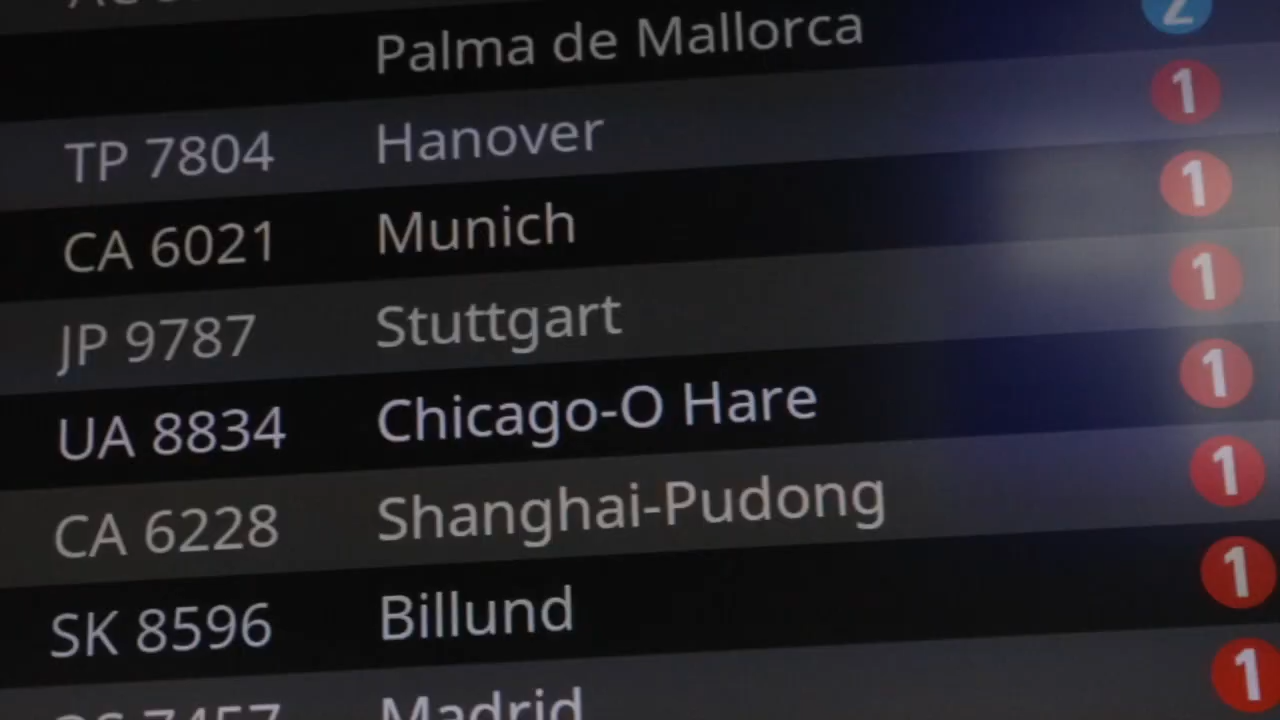 Palma de Mallorca 2
TP 7804 Hanover 1
CA 6021 Munich 1
JP 9787 Stuttgart 1
UA 8834 Chicago-O Hare 1
CA 6228 Shanghai-Pudong 1
SK 8596 Billund 1
Madrid 1